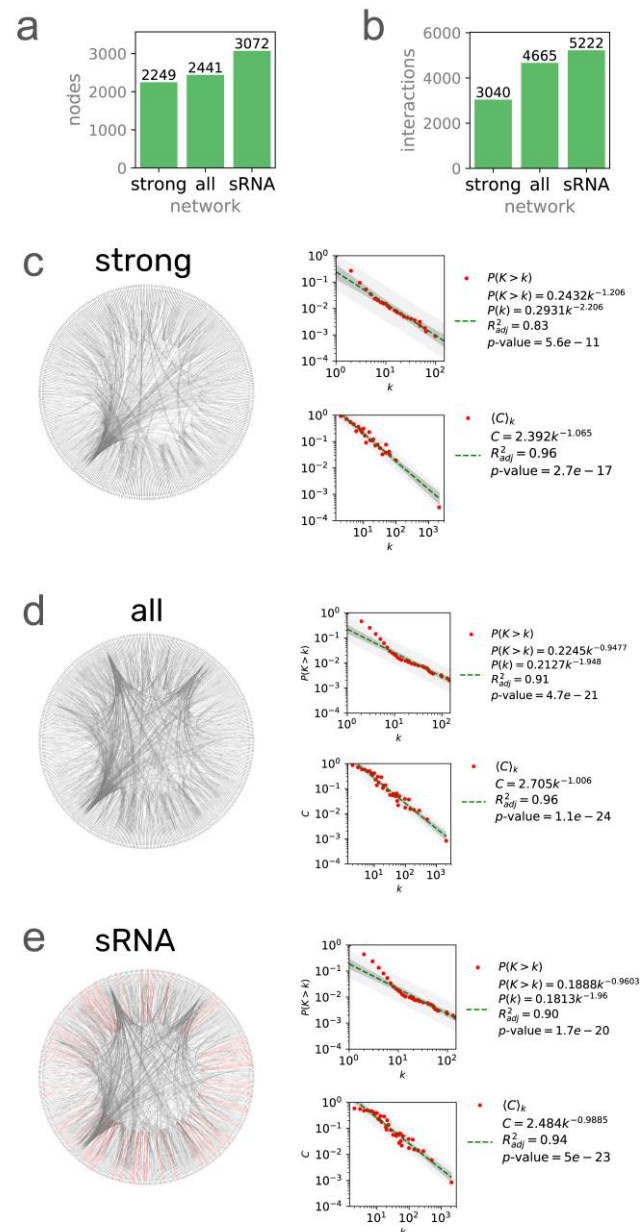 a
3072
2249 2441
3000
2000
1000
0
nodes
strong all sRNA
network
b
5222
4665
3040
6000
4000
2000
0
interactions
strong all sRNA
network
c
strong
10^0
10^-1
10^-2
10^-3
10^-4
10^0 10^1 10^2
k
P(K > k)
P(K > k) = 0.2432k^-1.206
P(k) = 0.2931k^-2.206
R^2_adj = 0.83
p-value = 5.6e − 11
10^0
10^-1
10^-2
10^-3
10^-4
10^1 10^2 10^3
k
⟨C⟩_k
C = 2.392k^-1.065
R^2_adj = 0.96
p-value = 2.7e − 17
d
all
P(K > k)
10^0
10^-1
10^-2
10^-3
10^-4
10^0 10^1 10^2
k
P(K > k)
P(K > k) = 0.2245k^-0.9477
P(k) = 0.2127k^-1.948
R^2_adj = 0.91
p-value = 4.7e − 21
C
10^0
10^-1
10^-2
10^-3
10^-4
10^1 10^2 10^3
k
⟨C⟩_k
C = 2.705k^-1.006
R^2_adj = 0.96
p-value = 1.1e − 24
e
sRNA
P(K > k)
10^0
10^-1
10^-2
10^-3
10^-4
10^0 10^1 10^2
k
P(K > k)
P(K > k) = 0.1888k^-0.9603
P(k) = 0.1813k^-1.96
R^2_adj = 0.90
p-value = 1.7e − 20
C
10^0
10^-1
10^-2
10^-3
10^-4
10^1 10^2 10^3
k
⟨C⟩_k
C = 2.484k^-0.9885
R^2_adj = 0.94
p-value = 5e − 23